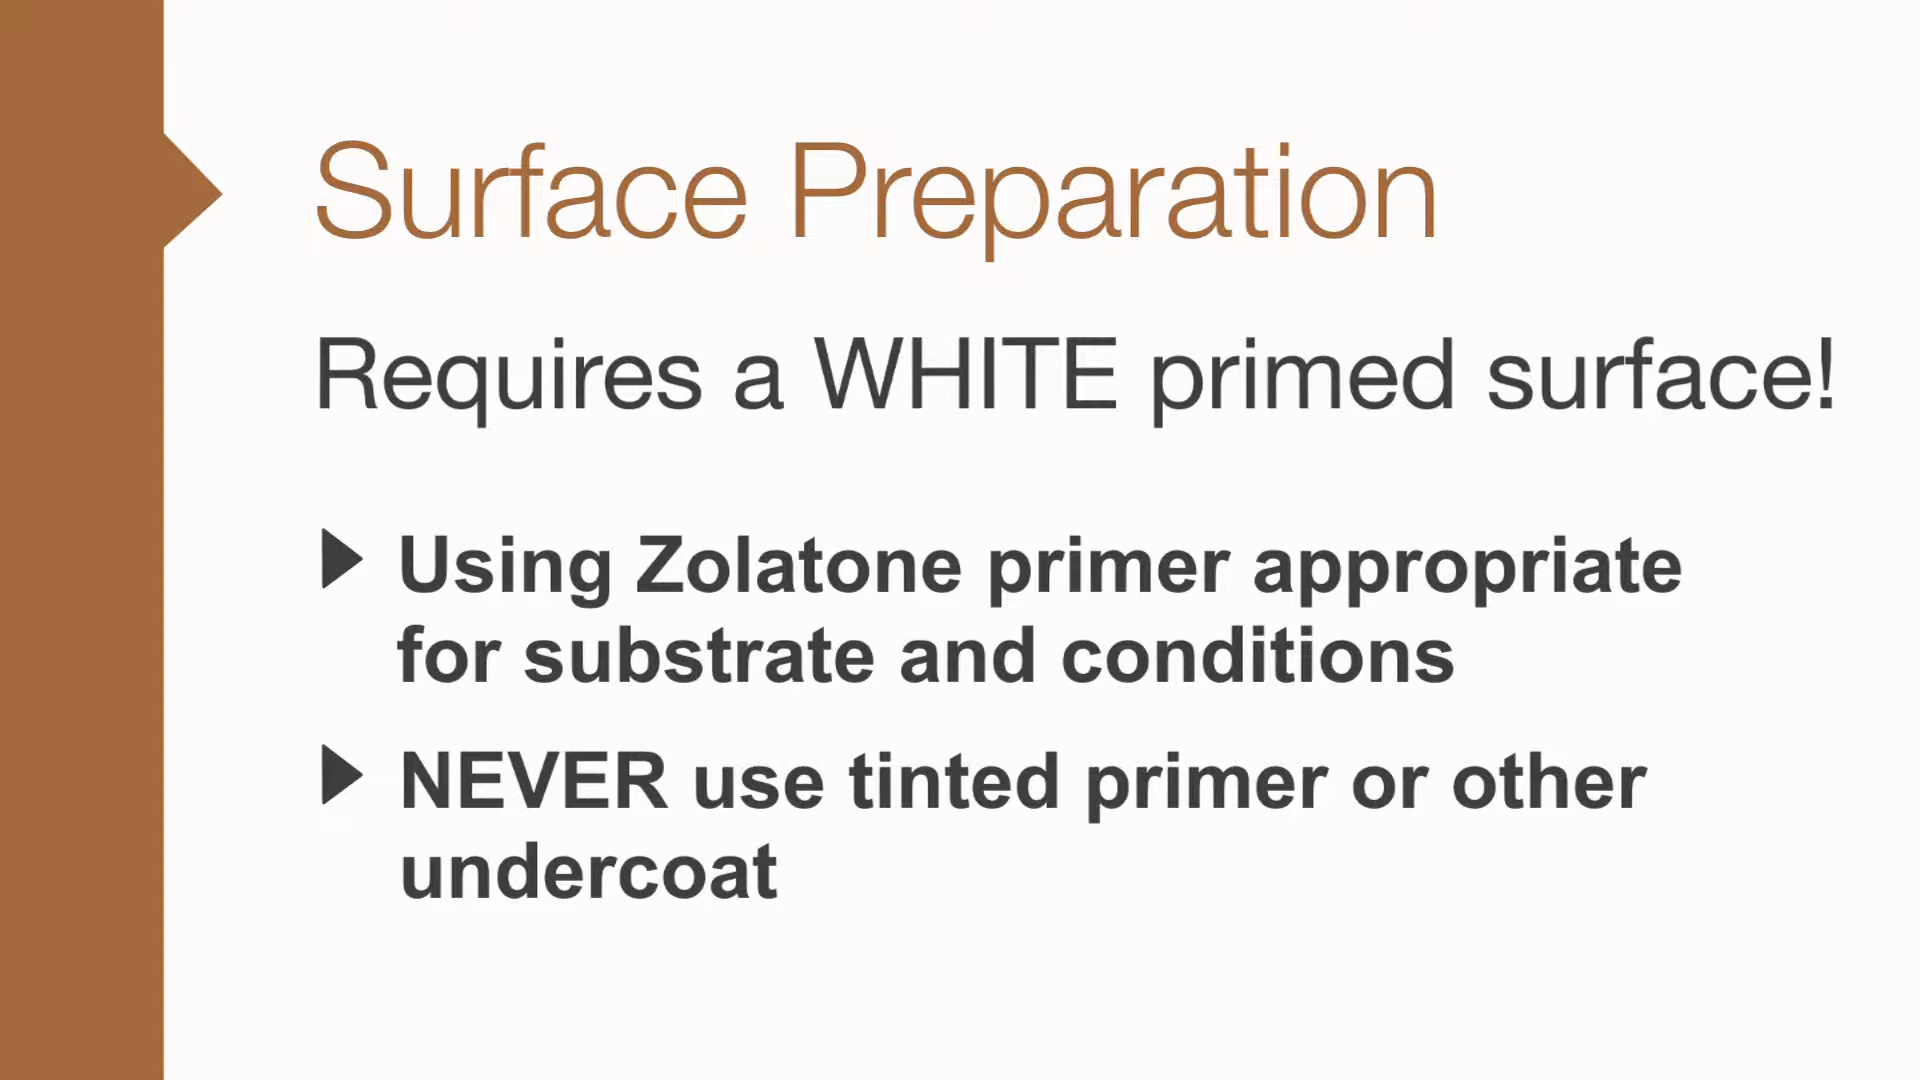 Surface Preparation
Requires a WHITE primed surface!
Using Zolatone primer appropriate
for substrate and conditions
NEVER use tinted primer or other
undercoat